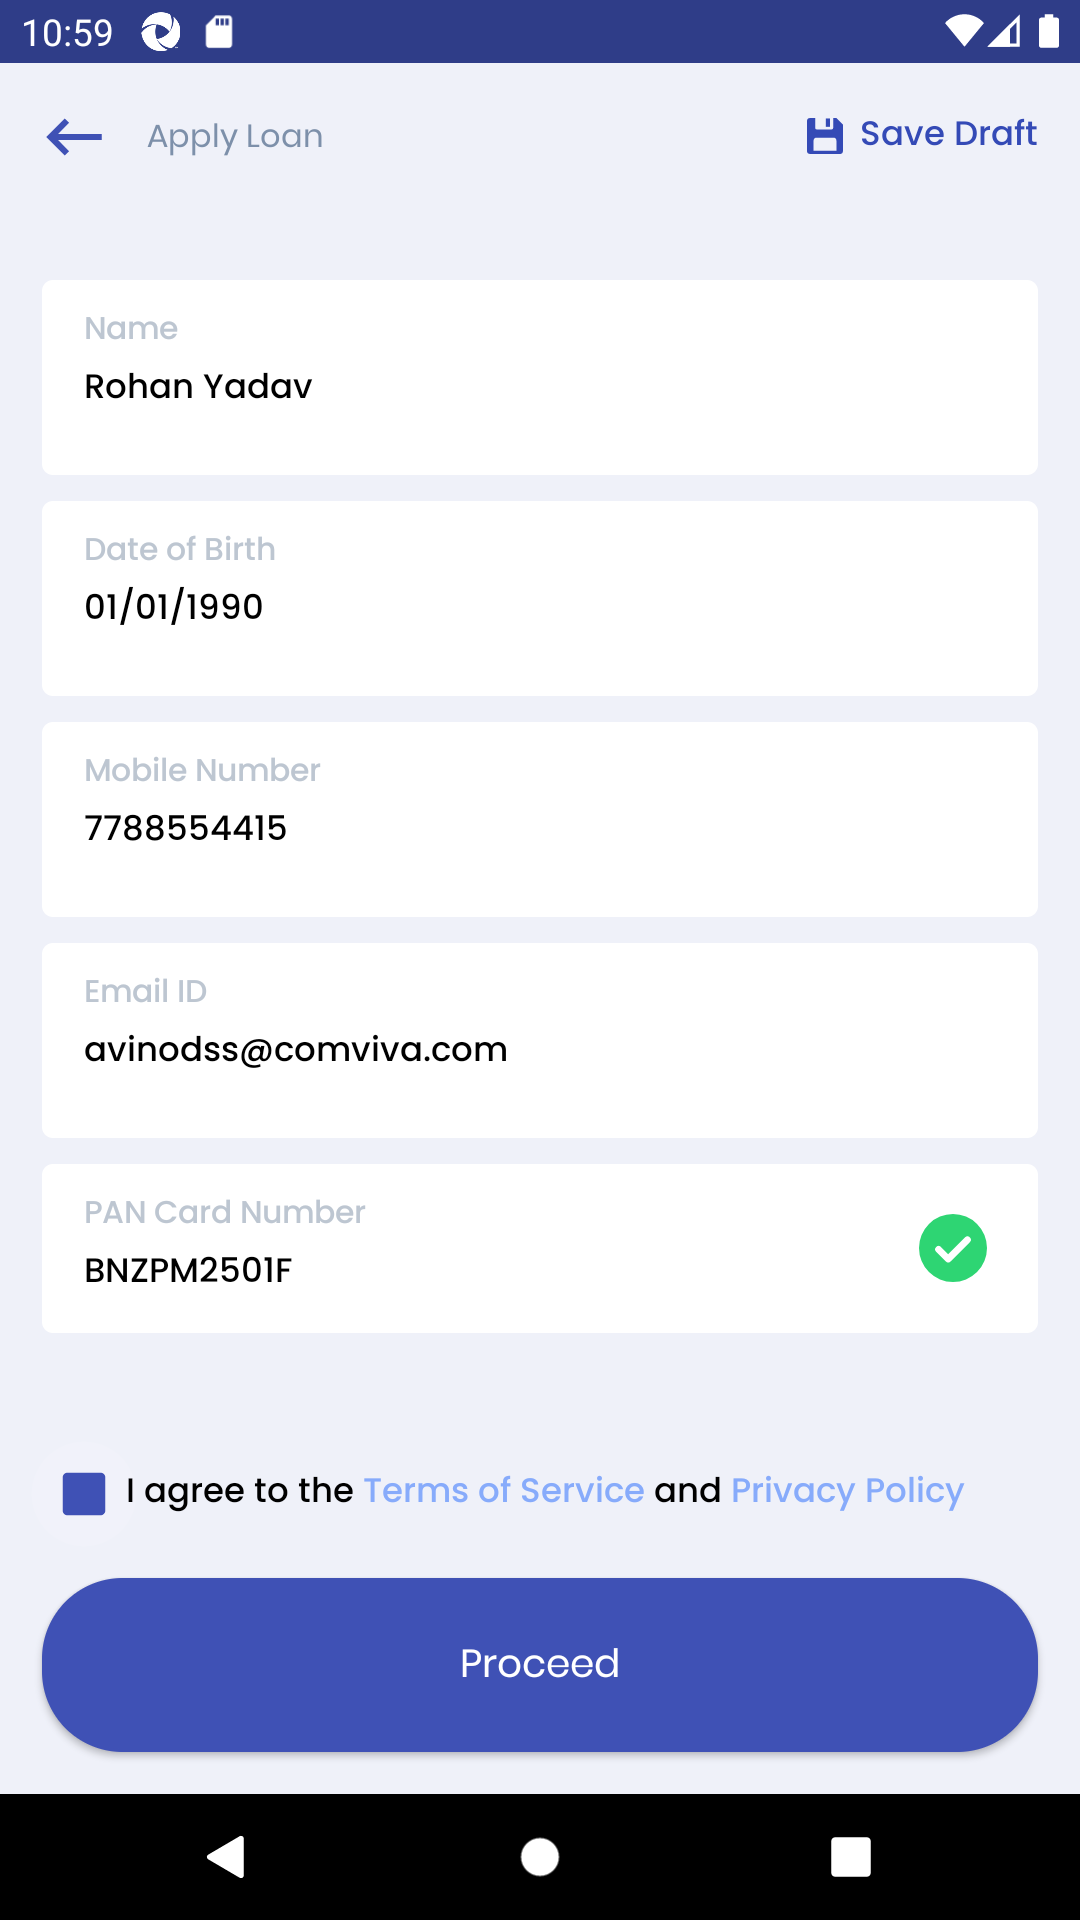 10:59
Apply Loan
Save Draft
Name
Rohan Yadav
Date of Birth
01/01/1990
Mobile Number
7788554415
Email ID
avinodss@comviva.com
PAN Card Number
BNZPM2501F
I agree to the Terms of Service and Privacy Policy
Proceed